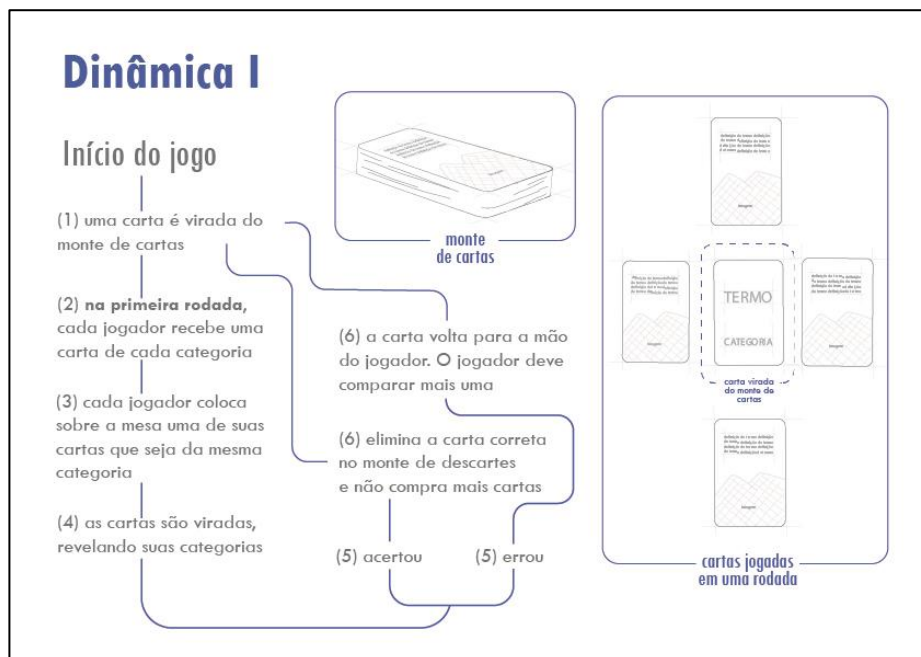 Dinâmica I
Início do jogo
(1) uma carta é virada do
monte de cartas
(2) na primeira rodada,
cada jogador recebe uma
carta de cada categoria
(3) cada jogador coloca
sobre a mesa uma de suas
cartas que seja da mesma
categoria
(4) as cartas são viradas,
revelando suas categorias
monte
de cartas
(6) a carta volta para a mão
do jogador. O jogador deve
comparar mais uma
(6) elimina a carta correta
no monte de descartes
e não compra mais cartas
(5) acertou
(5) errou
TERMO
CATEGORIA
carta virada
do monte de
cartas
cartas jogadas
em uma rodada